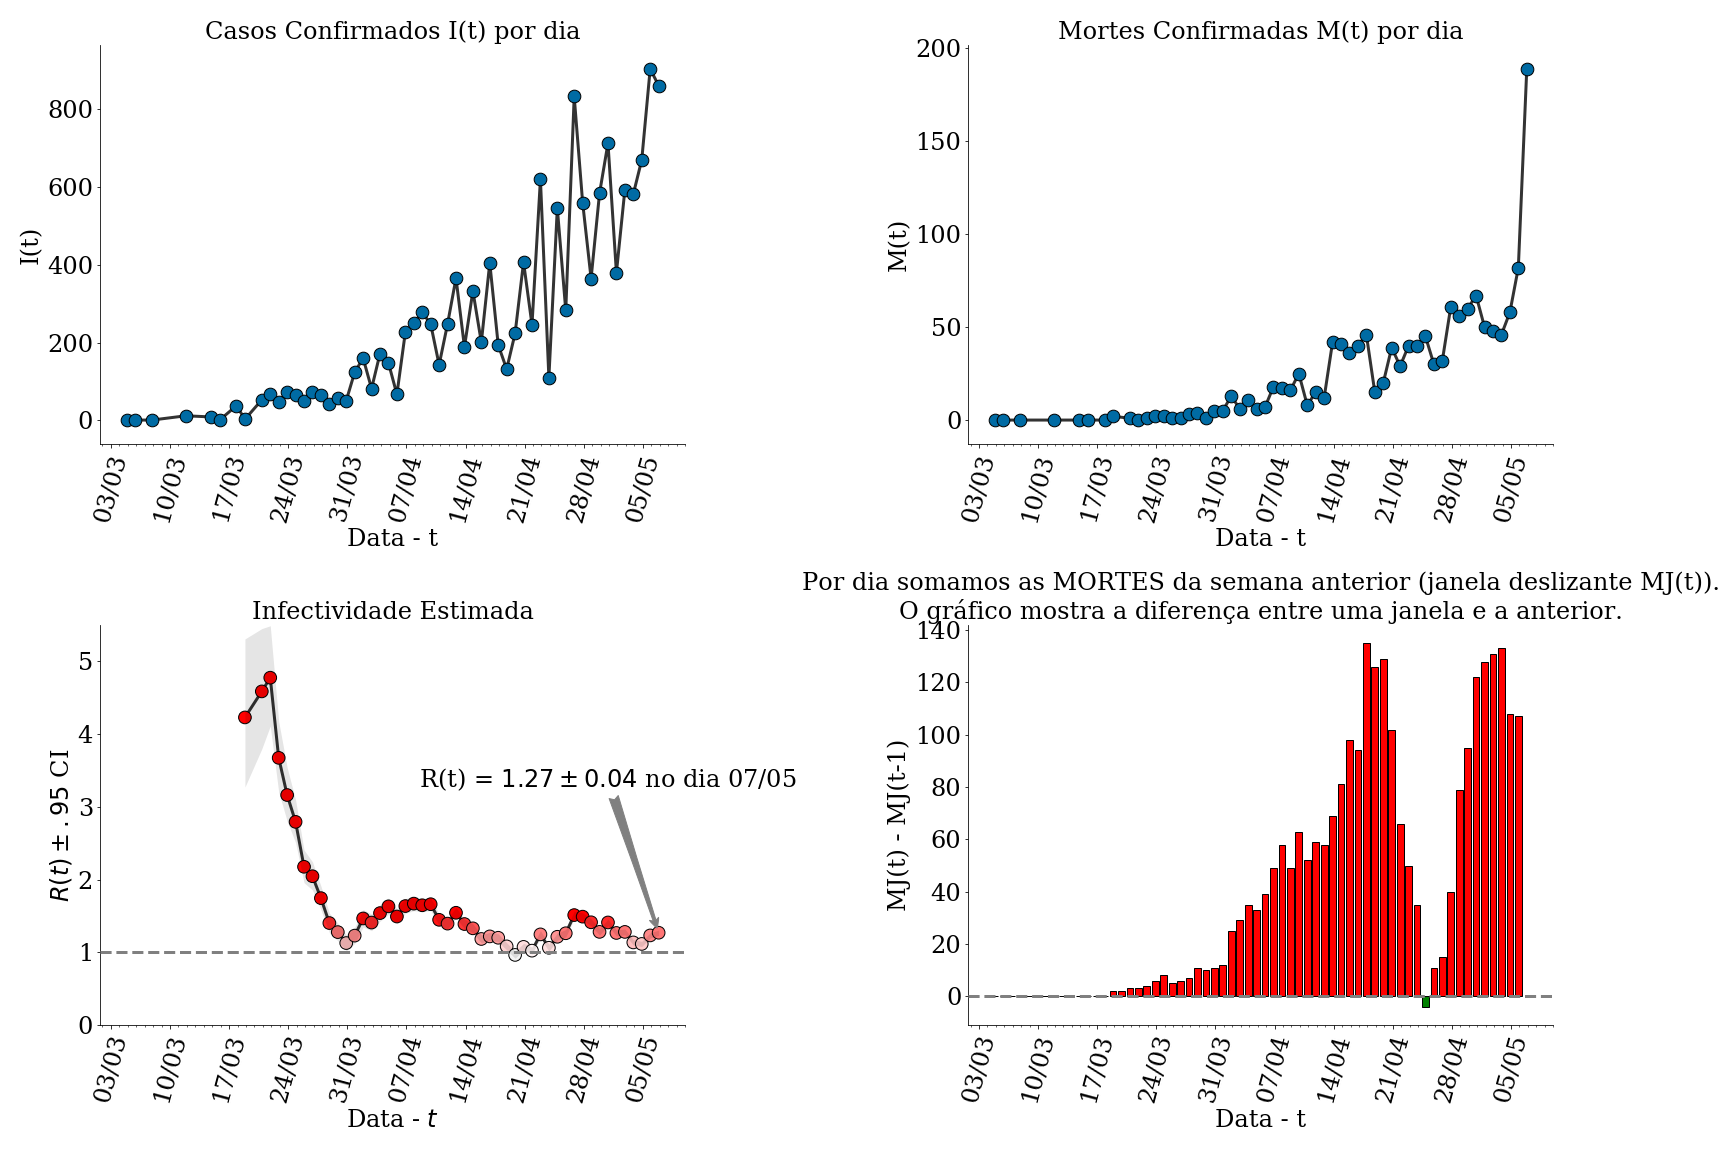 Casos Confirmados I(t) por dia
I(t)
800
600
400
200
0
03/03 10/03 17/03 24/03 31/03 07/04 14/04 21/04 28/04 05/05
Data - t
Mortes Confirmadas M(t) por dia
M(t)
200
150
100
50
0
03/03 10/03 17/03 24/03 31/03 07/04 14/04 21/04 28/04 05/05
Data - t
Infectividade Estimada
R(t) ± .95 CI
5
4
3
2
1
0
R(t) = 1.27 ± 0.04 no dia 07/05
03/03 10/03 17/03 24/03 31/03 07/04 14/04 21/04 28/04 05/05
Data - t
Por dia somamos as MORTES da semana anterior (janela deslizante MJ(t)).
O gráfico mostra a diferença entre uma janela e a anterior.
MJ(t) - MJ(t-1)
140
120
100
80
60
40
20
0
03/03 10/03 17/03 24/03 31/03 07/04 14/04 21/04 28/04 05/05
Data - t